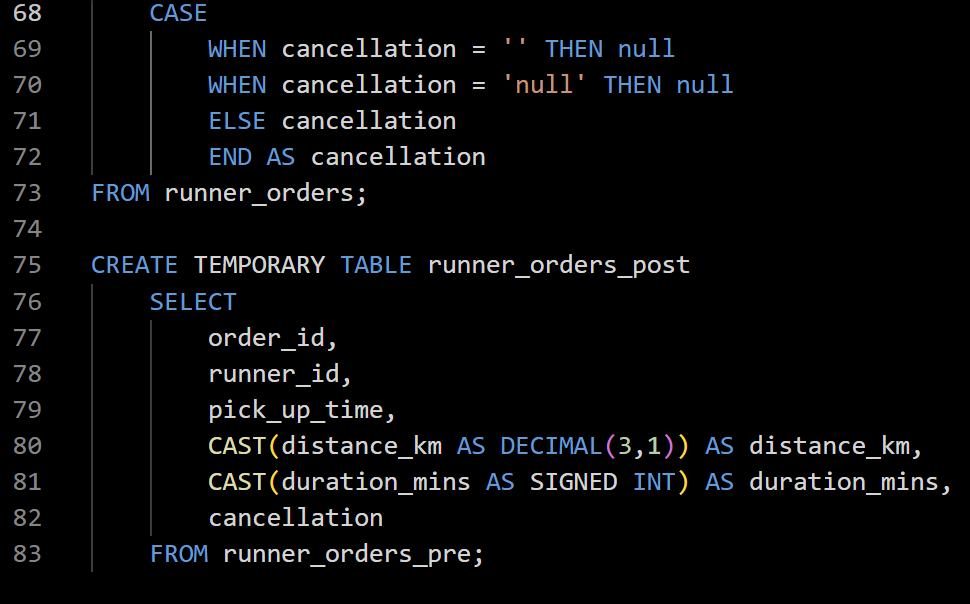 68 CASE
69 WHEN cancellation = '' THEN null
70 WHEN cancellation = 'null' THEN null
71 ELSE cancellation
72 END AS cancellation
73 FROM runner_orders;
74
75 CREATE TEMPORARY TABLE runner_orders_post
76 SELECT
77 order_id,
78 runner_id,
79 pick_up_time,
80 CAST(distance_km AS DECIMAL(3,1)) AS distance_km,
81 CAST(duration_mins AS SIGNED INT) AS duration_mins,
82 cancellation
83 FROM runner_orders_pre;